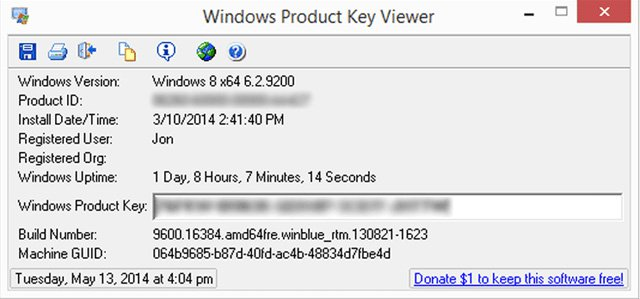 Windows Product Key Viewer
Windows Version: Windows 8 x64 6.2.9200
Product ID:
Install Date/Time: 3/10/2014 2:41:40 PM
Registered User: Jon
Registered Org:
Windows Uptime: 1 Day, 8 Hours, 7 Minutes, 14 Seconds
Windows Product Key:
Build Number: 9600.16384.amd64fre.winblue_rtm.130821-1623
Machine GUID: 064b9685-b87d-40fd-ac4b-48834d7fbe4d
Tuesday, May 13, 2014 at 4:04 pm Donate $1 to keep this software free!